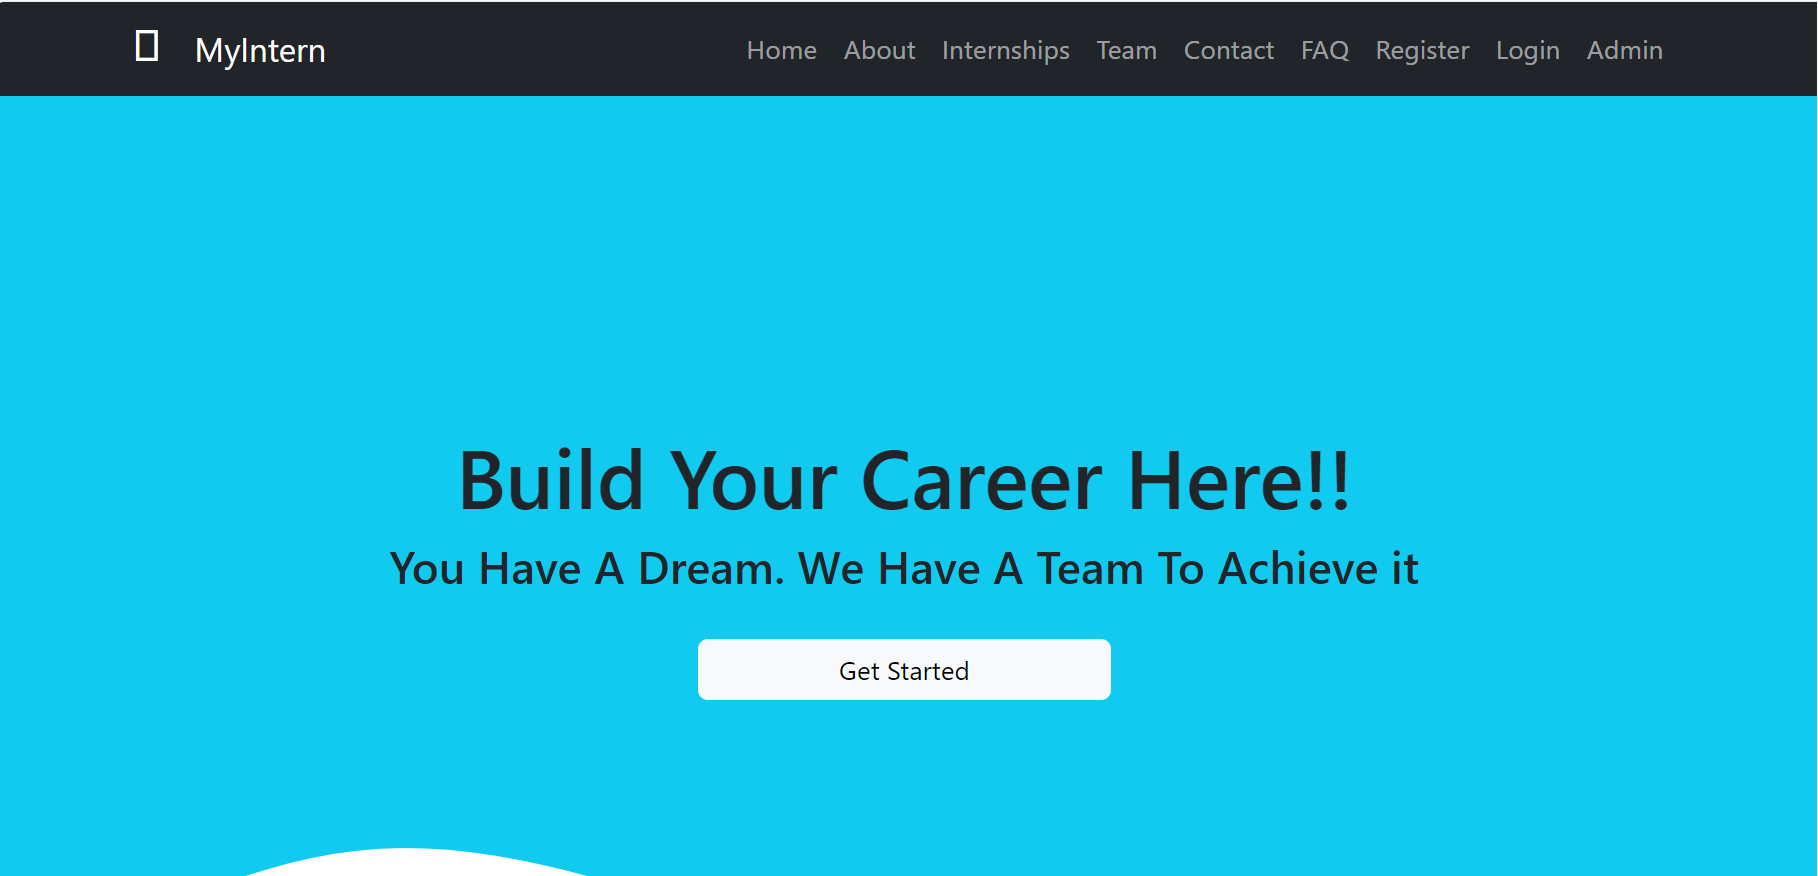 MyIntern Home About Internships Team Contact FAQ Register Login Admin
Build Your Career Here!!
You Have A Dream. We Have A Team To Achieve it
Get Started